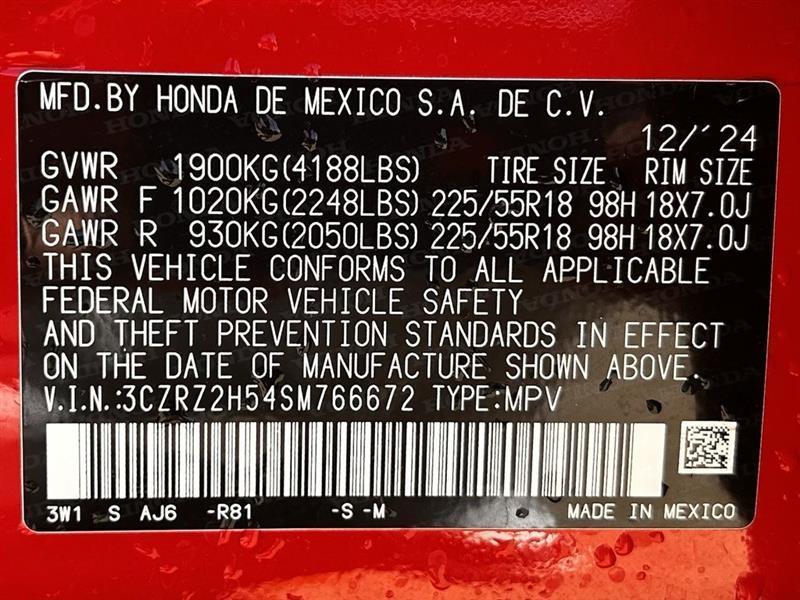 MFD.BY HONDA DE MEXICO S.A. DE C.V.
12/'24
GVWR 1900KG(4188LBS) TIRE SIZE RIM SIZE
GAWR F 1020KG(2248LBS) 225/55R18 98H 18X7.0J
GAWR R 930KG(2050LBS) 225/55R18 98H 18X7.0J
THIS VEHICLE CONFORMS TO ALL APPLICABLE
FEDERAL MOTOR VEHICLE SAFETY
AND THEFT PREVENTION STANDARDS IN EFFECT
ON THE DATE OF MANUFACTURE SHOWN ABOVE.
V.I.N.:3CZRZ2H54SM766672 TYPE:MPV
3W1 S AJ6 -R81 -S -M MADE IN MEXICO